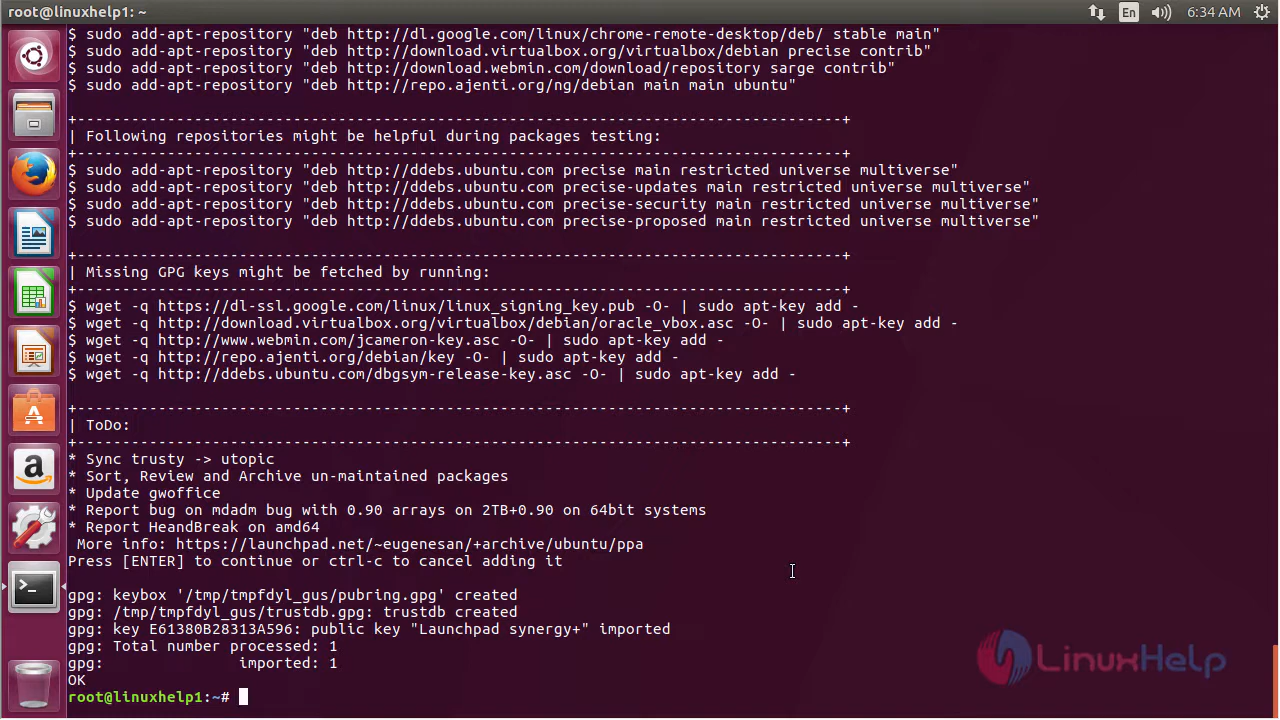 root@linuxhelp1: ~
En
6:34 AM
$ sudo add-apt-repository "deb http://dl.google.com/linux/chrome-remote-desktop/deb/ stable main"
$ sudo add-apt-repository "deb http://download.virtualbox.org/virtualbox/debian precise contrib"
$ sudo add-apt-repository "deb http://download.webmin.com/download/repository sarge contrib"
$ sudo add-apt-repository "deb http://repo.ajenti.org/ng/debian main main ubuntu"
+--------------------------------------------------------------------------------------+
| Following repositories might be helpful during packages testing:
+--------------------------------------------------------------------------------------+
$ sudo add-apt-repository "deb http://ddebs.ubuntu.com precise main restricted universe multiverse"
$ sudo add-apt-repository "deb http://ddebs.ubuntu.com precise-updates main restricted universe multiverse"
$ sudo add-apt-repository "deb http://ddebs.ubuntu.com precise-security main restricted universe multiverse"
$ sudo add-apt-repository "deb http://ddebs.ubuntu.com precise-proposed main restricted universe multiverse"
+--------------------------------------------------------------------------------------+
| Missing GPG keys might be fetched by running:
+--------------------------------------------------------------------------------------+
$ wget -q https://dl-ssl.google.com/linux/linux_signing_key.pub -O- | sudo apt-key add -
$ wget -q http://download.virtualbox.org/virtualbox/debian/oracle_vbox.asc -O- | sudo apt-key add -
$ wget -q http://www.webmin.com/jcameron-key.asc -O- | sudo apt-key add -
$ wget -q http://repo.ajenti.org/debian/key -O- | sudo apt-key add -
$ wget -q http://ddebs.ubuntu.com/dbgsym-release-key.asc -O- | sudo apt-key add -
+--------------------------------------------------------------------------------------+
| ToDo:
+--------------------------------------------------------------------------------------+
* Sync trusty -> utopic
* Sort, Review and Archive un-maintained packages
* Update gwoffice
* Report bug on mdadm bug with 0.90 arrays on 2TB+0.90 on 64bit systems
* Report HeandBreak on amd64
More info: https://launchpad.net/~eugenesan/+archive/ubuntu/ppa
Press [ENTER] to continue or ctrl-c to cancel adding it
gpg: keybox '/tmp/tmpfdyl_gus/pubring.gpg' created
gpg: /tmp/tmpfdyl_gus/trustdb.gpg: trustdb created
gpg: key E61380B28313A596: public key "Launchpad synergy+" imported
gpg: Total number processed: 1
gpg:               imported: 1
OK
root@linuxhelp1:~#
LinuxHelp